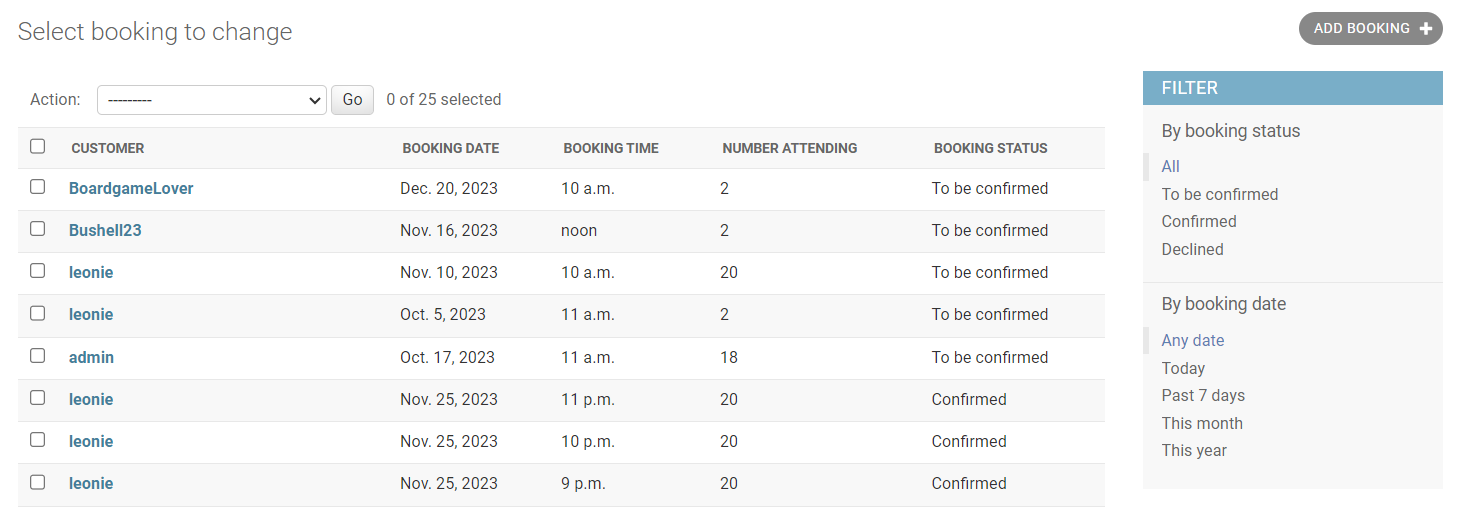 Select booking to change
ADD BOOKING +
Action: --------- Go 0 of 25 selected
CUSTOMER BOOKING DATE BOOKING TIME NUMBER ATTENDING BOOKING STATUS
BoardgameLover Dec. 20, 2023 10 a.m. 2 To be confirmed
Bushell23 Nov. 16, 2023 noon 2 To be confirmed
leonie Nov. 10, 2023 10 a.m. 20 To be confirmed
leonie Oct. 5, 2023 11 a.m. 2 To be confirmed
admin Oct. 17, 2023 11 a.m. 18 To be confirmed
leonie Nov. 25, 2023 11 p.m. 20 Confirmed
leonie Nov. 25, 2023 10 p.m. 20 Confirmed
leonie Nov. 25, 2023 9 p.m. 20 Confirmed
FILTER
By booking status
All
To be confirmed
Confirmed
Declined
By booking date
Any date
Today
Past 7 days
This month
This year